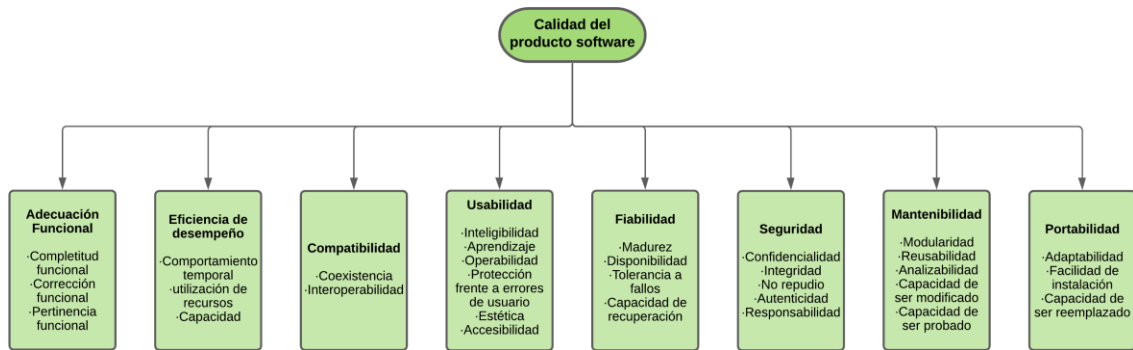 Calidad del
producto software
Adecuación
Funcional
·Completitud
funcional
·Corrección
funcional
·Pertinencia
funcional
Eficiencia de
desempeño
·Comportamiento
temporal
·utilización de
recursos
·Capacidad
Compatibilidad
·Coexistencia
·Interoperabilidad
Usabilidad
·Inteligibilidad
·Aprendizaje
·Operabilidad
·Protección
frente a errores
de usuario
·Estética
·Accesibilidad
Fiabilidad
·Madurez
·Disponibilidad
·Tolerancia a
fallos
·Capacidad de
recuperación
Seguridad
·Confidencialidad
·Integridad
·No repudio
·Autenticidad
·Responsabilidad
Mantenibilidad
·Modularidad
·Reusabilidad
·Analizabilidad
·Capacidad de
ser modificado
·Capacidad de
ser probado
Portabilidad
·Adaptabilidad
·Facilidad de
instalación
·Capacidad de
ser reemplazado